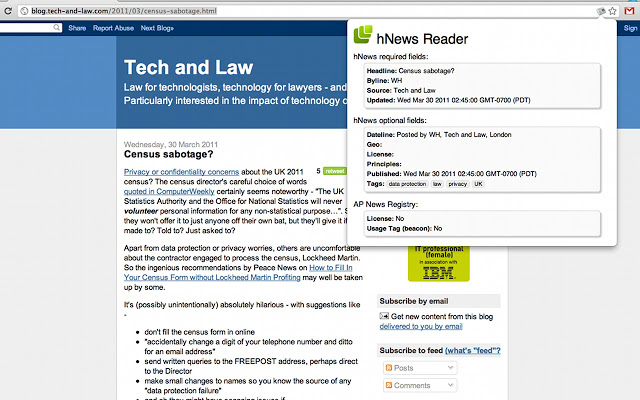 blog.tech-and-law.com/2011/03/census-sabotage.html
Share Report Abuse Next Blog»
Sign
Tech and Law
Law for technologists, technology for lawyers - and
Particularly interested in the impact of technology o
Wednesday, 30 March 2011
Census sabotage?
5 retweet
Privacy or confidentiality concerns about the UK 2011
census? The census director's careful choice of words
quoted in ComputerWeekly certainly seems noteworthy - "The UK
Statistics Authority and the Office for National Statistics will never
volunteer personal information for any non-statistical purpose…". S
they won't offer it to just anyone off their own bat, but they'll give it if
made to? Told to? Just asked to?
Apart from data protection or privacy worries, others are uncomfortable
about the contractor engaged to process the census, Lockheed Martin.
So the ingenious recommendations by Peace News on How to Fill In
Your Census Form without Lockheed Martin Profiting may well be taken
up by some.
It's (possibly unintentionally) absolutely hilarious - with suggestions like
-
don't fill the census form in online
"accidentally change a digit of your telephone number and ditto
for an email address"
send written queries to the FREEPOST address, perhaps direct
to the Director
make small changes to names so you know the source of any
"data protection failure"
hNews Reader
hNews required fields:
Headline: Census sabotage?
Byline: WH
Source: Tech and Law
Updated: Wed Mar 30 2011 02:45:00 GMT-0700 (PDT)
hNews optional fields:
Dateline: Posted by WH, Tech and Law, London
Geo:
License:
Principles:
Published: Wed Mar 30 2011 02:45:00 GMT-0700 (PDT)
Tags: data protection law privacy UK
AP News Registry:
License: No
Usage Tag (beacon): No
IT professional
(female)
in association with
IBM
Subscribe by email
Get new content from this blog
delivered to you by email
Subscribe to feed (what's "feed"?)
Posts
Comments